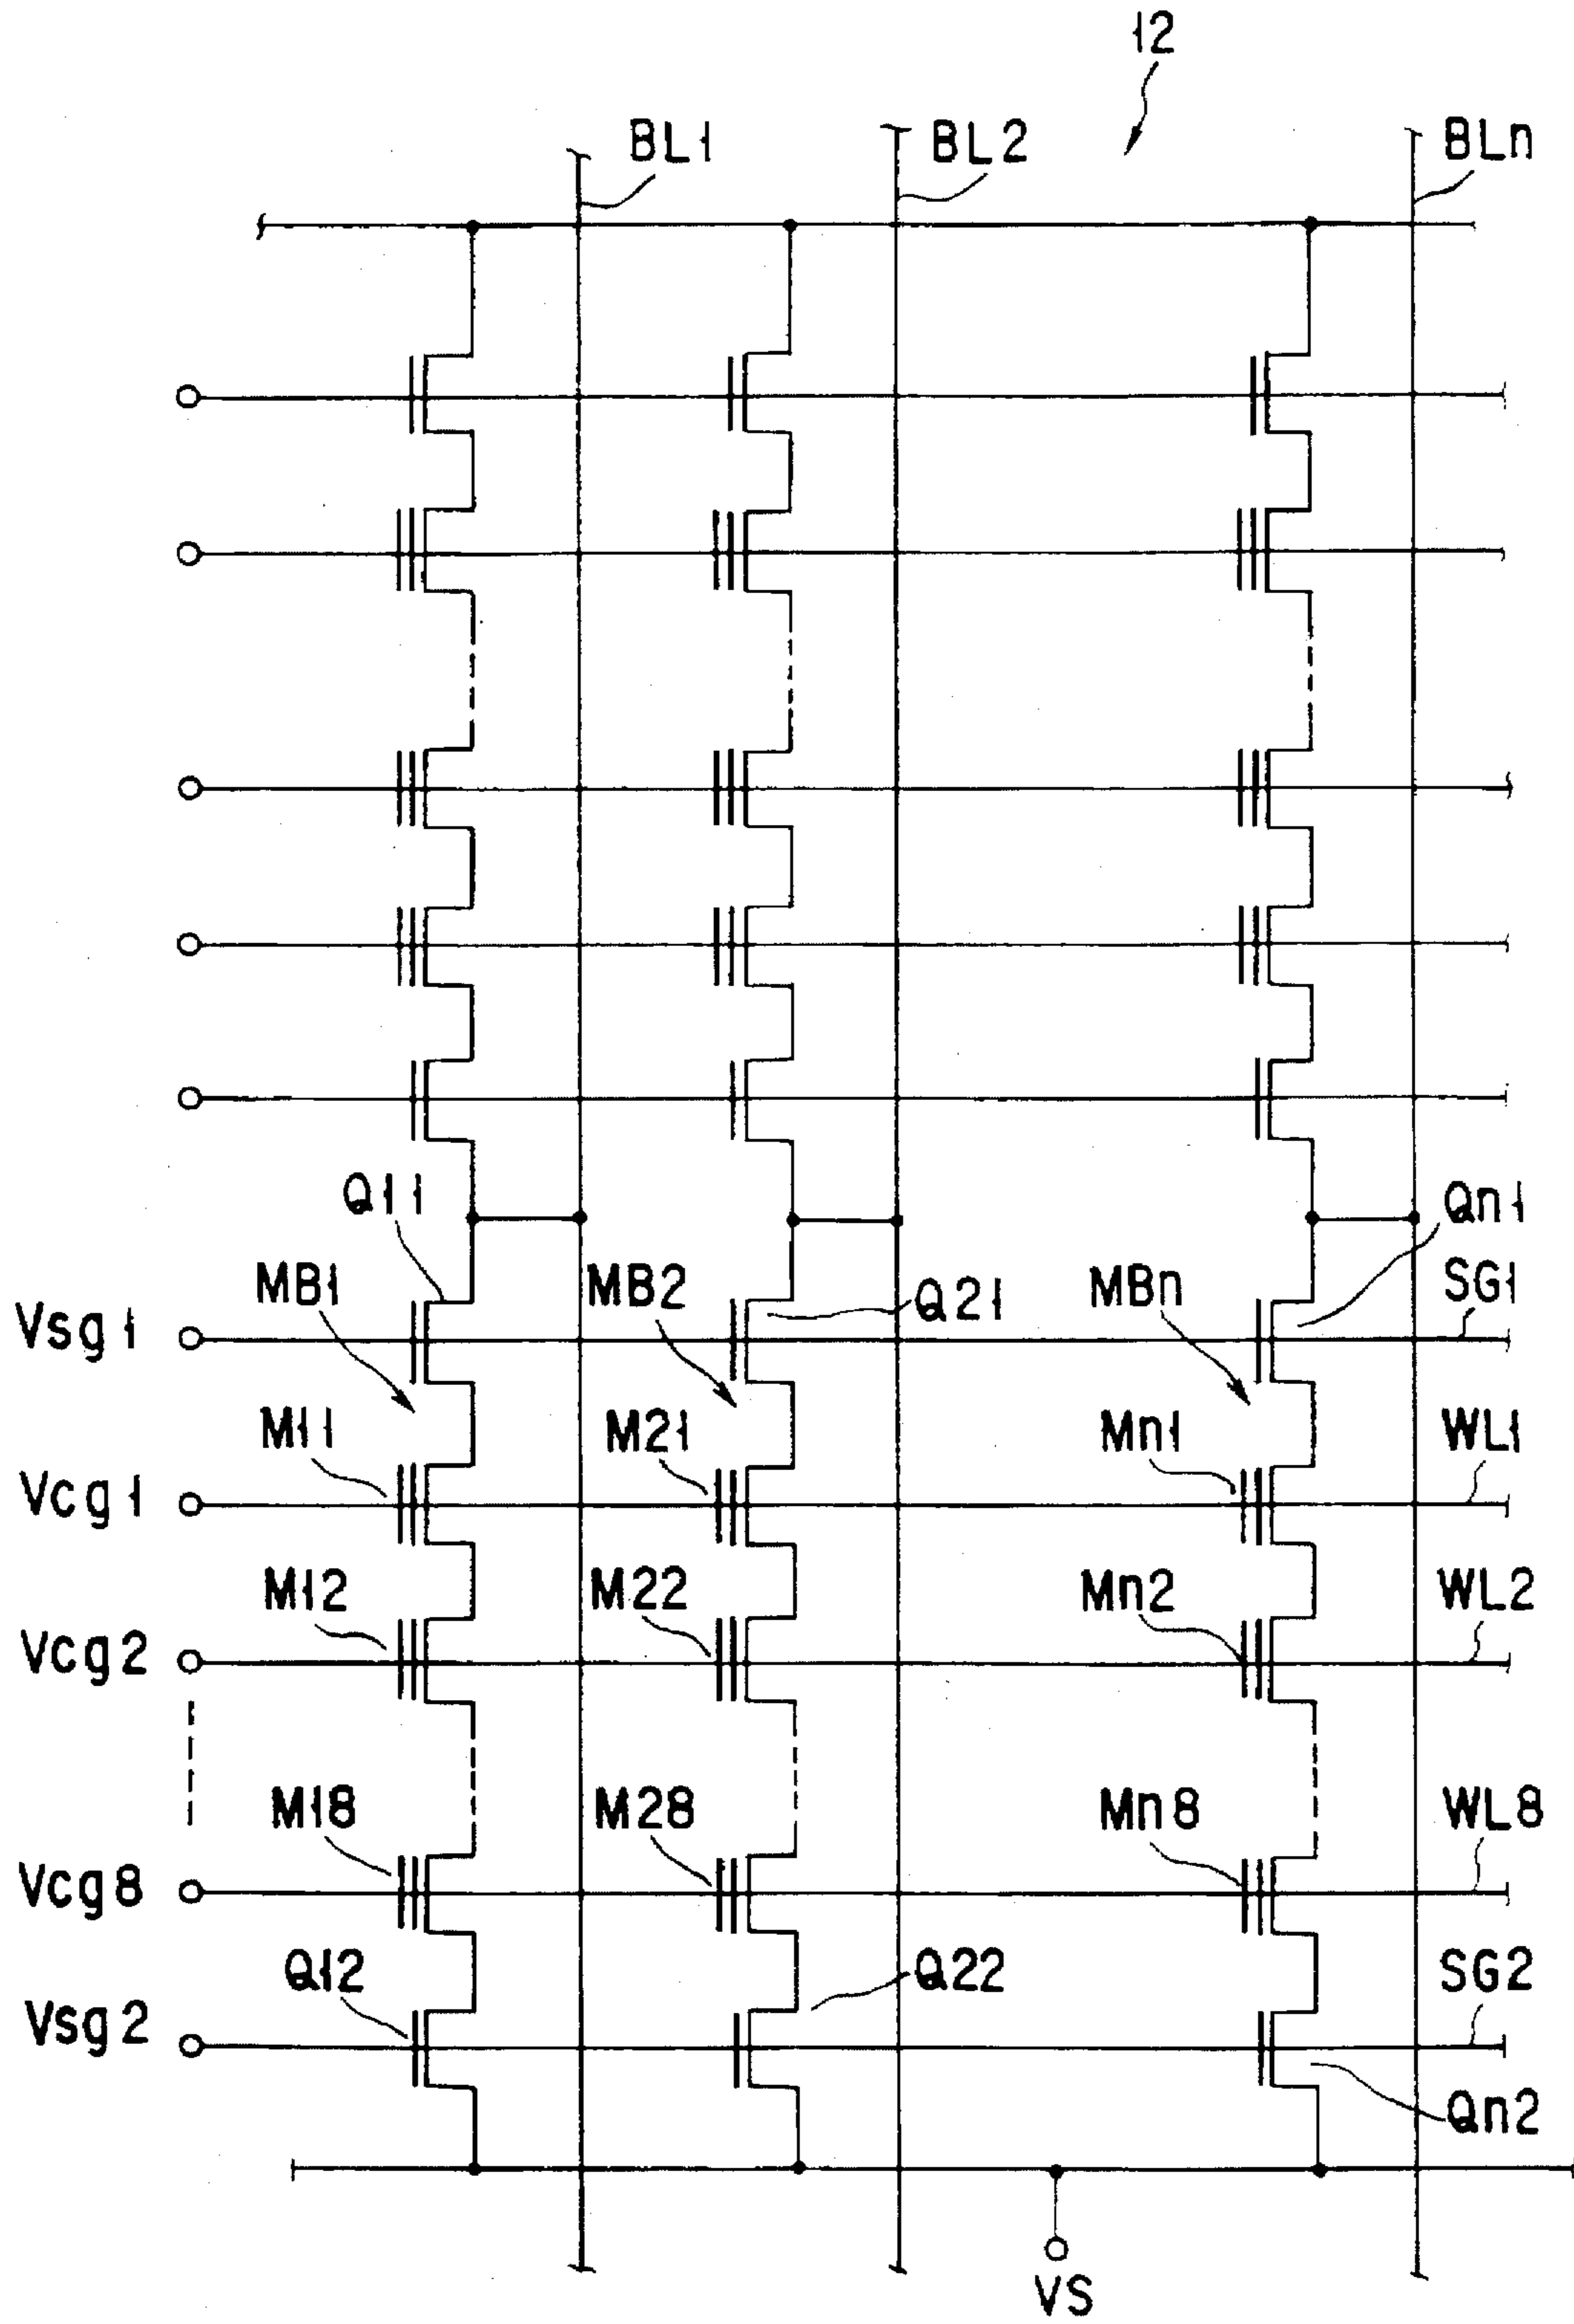 12
BL1 BL2 BLn
Q11 Qn1
MB1 MB2 Q21 MBn SG1
Vsg1
M11 M21 Mn1 WL1
Vcg1
M12 M22 Mn2 WL2
Vcg2
M18 M28 Mn8 WL8
Vcg8
Q12 Q22 SG2
Vsg2
Qn2
VS